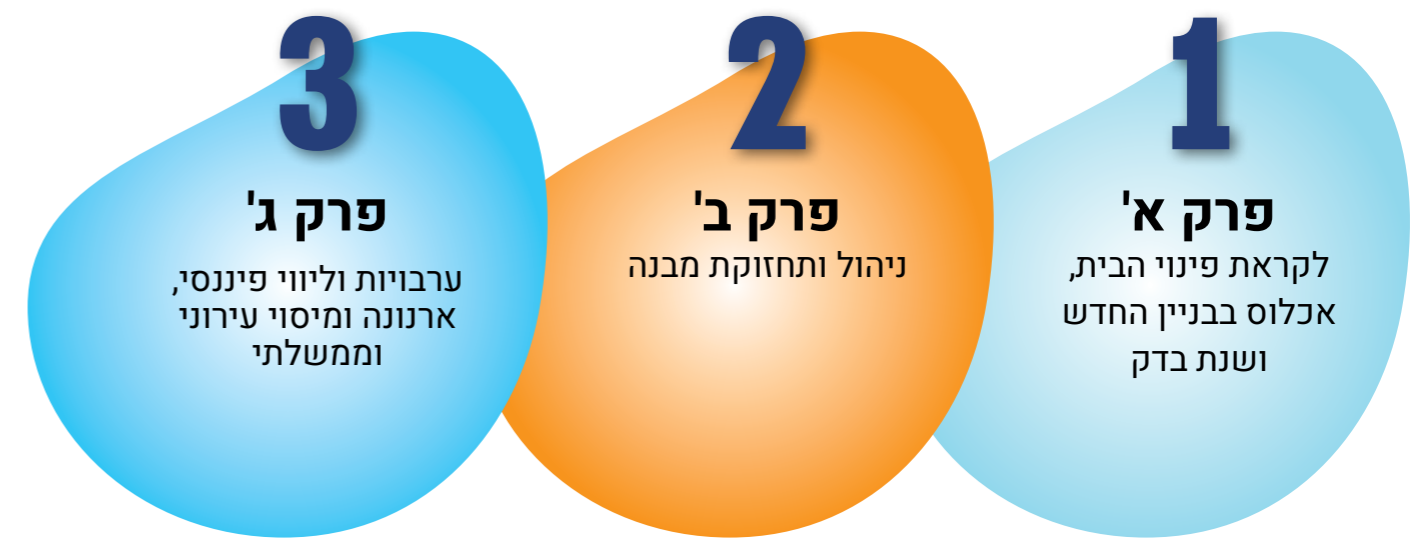 1
פרק א'
לקראת פינוי הבית,
אכלוס בבניין החדש
ושנת בדק
2
פרק ב'
ניהול ותחזוקת מבנה
3
פרק ג'
ערבויות וליווי פיננסי,
ארנונה ומיסוי עירוני
וממשלתי